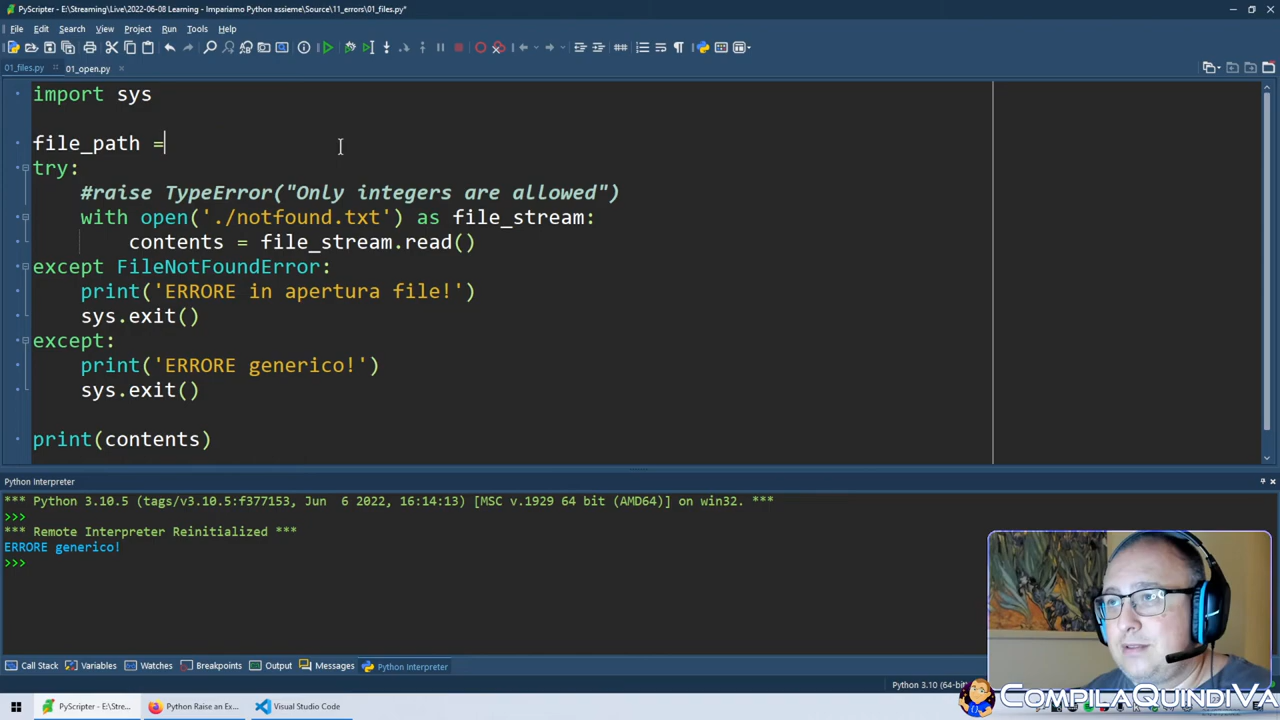 PyScripter - E:\Streaming\Live\2022-06-08 Learning - Impariamo Python assieme\Source\11_errors\01_files.py*
File Edit Search View Project Run Tools Help
01_files.py 01_open.py
import sys
file_path =
try:
#raise TypeError("Only integers are allowed")
with open('./notfound.txt') as file_stream:
contents = file_stream.read()
except FileNotFoundError:
print('ERRORE in apertura file!')
sys.exit()
except:
print('ERRORE generico!')
sys.exit()
print(contents)
Python Interpreter
*** Python 3.10.5 (tags/v3.10.5:f377153, Jun 6 2022, 16:14:13) [MSC v.1929 64 bit (AMD64)] on win32. ***
>>>
*** Remote Interpreter Reinitialized ***
ERRORE generico!
>>>
Call Stack Variables Watches Breakpoints Output Messages Python Interpreter
Python 3.10 (64-bit
CompilaQuindiVa
PyScripter - E:\Stre... Python Raise an Ex... Visual Studio Code